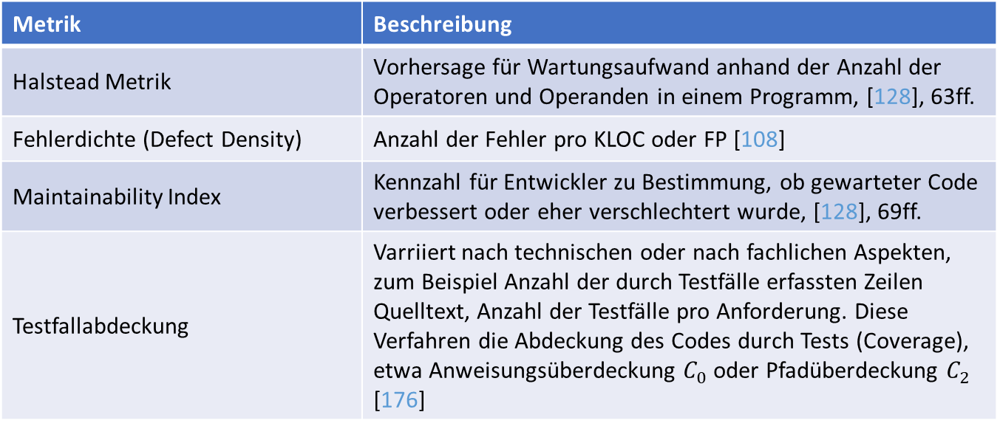 Metrik
Beschreibung
Halstead Metrik
Vorhersage für Wartungsaufwand anhand der Anzahl der
Operatoren und Operanden in einem Programm, [128], 63ff.
Fehlerdichte (Defect Density)
Anzahl der Fehler pro KLOC oder FP [108]
Maintainability Index
Kennzahl für Entwickler zu Bestimmung, ob gewarteter Code
verbessert oder eher verschlechtert wurde, [128], 69ff.
Testfallabdeckung
Varriiert nach technischen oder nach fachlichen Aspekten,
zum Beispiel Anzahl der durch Testfälle erfassten Zeilen
Quelltext, Anzahl der Testfälle pro Anforderung. Diese
Verfahren die Abdeckung des Codes durch Tests (Coverage),
etwa Anweisungsüberdeckung C₀ oder Pfadüberdeckung C₂
[176]